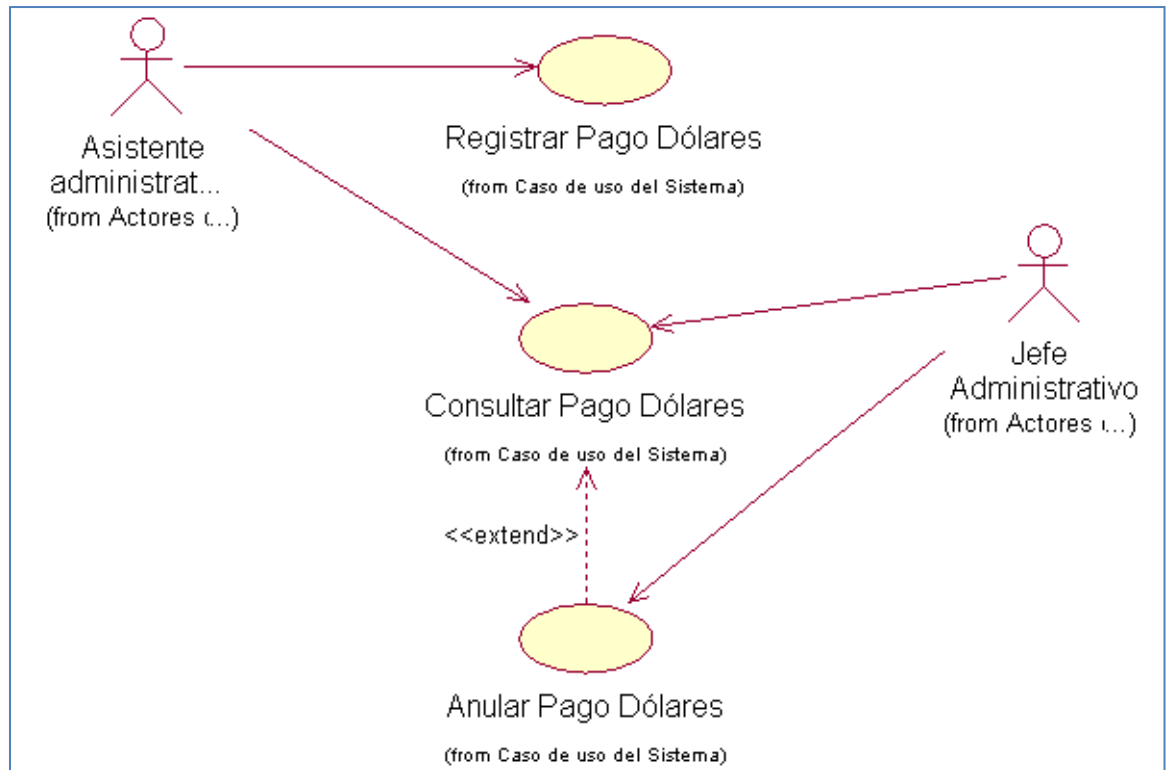 Asistente
administrat...
(from Actores (...)
Registrar Pago Dólares
(from Caso de uso del Sistema)
Consultar Pago Dólares
(from Caso de uso del Sistema)
Jefe
Administrativo
(from Actores ...)
<<extend>>
Anular Pago Dólares
(from Caso de uso del Sistema)